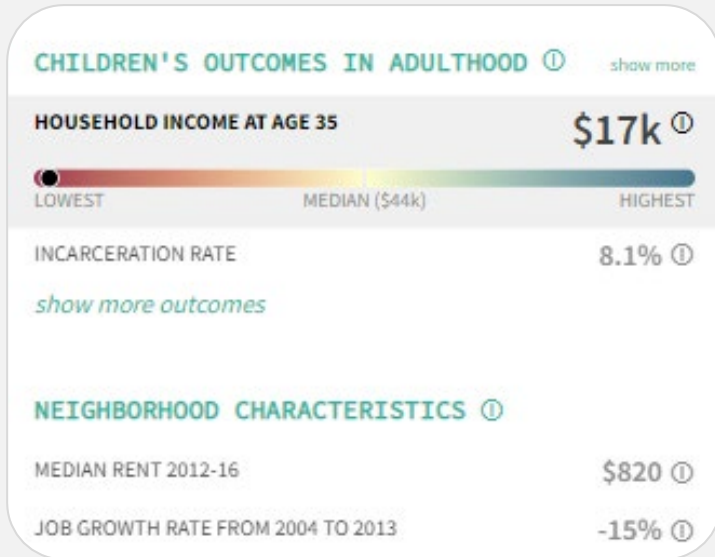 CHILDREN'S OUTCOMES IN ADULTHOOD ⓘ show more
HOUSEHOLD INCOME AT AGE 35 $17k ⓘ
LOWEST MEDIAN ($44k) HIGHEST
INCARCERATION RATE 8.1% ⓘ
show more outcomes
NEIGHBORHOOD CHARACTERISTICS ⓘ
MEDIAN RENT 2012-16 $820 ⓘ
JOB GROWTH RATE FROM 2004 TO 2013 -15% ⓘ